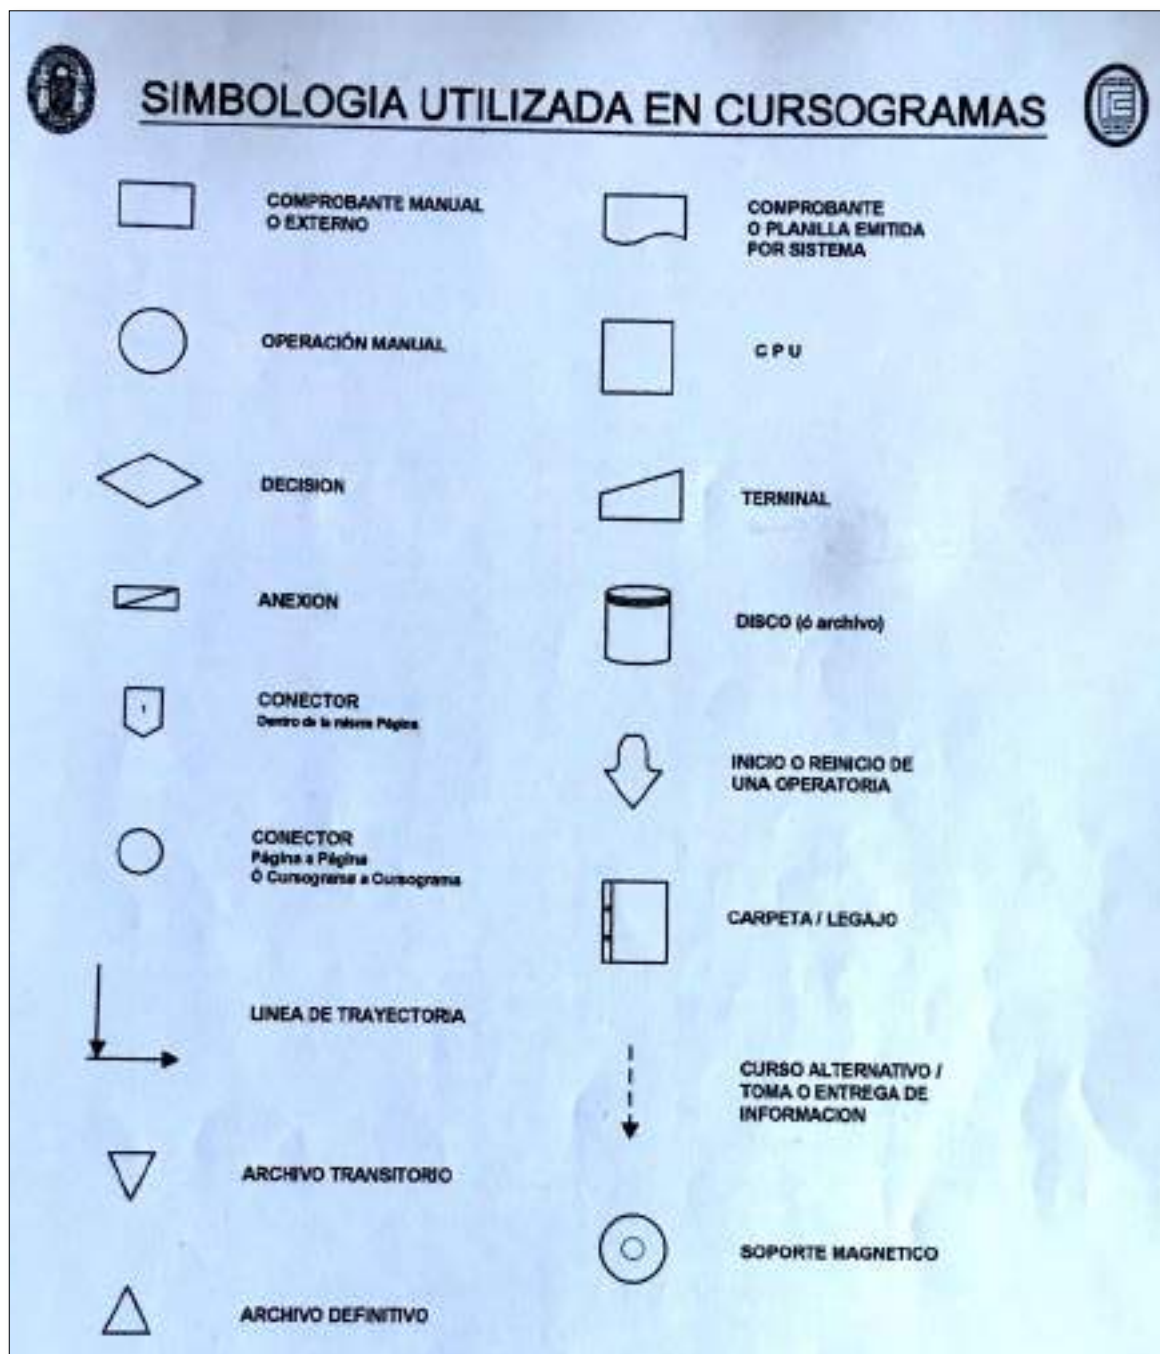 SIMBOLOGIA UTILIZADA EN CURSOGRAMAS
COMPROBANTE MANUAL
O EXTERNO
OPERACIÓN MANUAL
DECISION
ANEXION
1
CONECTOR
Dentro de la misma Página
CONECTOR
Página a Página
Ó Cursograma a Cursograma
LINEA DE TRAYECTORIA
ARCHIVO TRANSITORIO
ARCHIVO DEFINITIVO
COMPROBANTE
O PLANILLA EMITIDA
POR SISTEMA
C P U
TERMINAL
DISCO (ó archivo)
INICIO O REINICIO DE
UNA OPERATORIA
CARPETA / LEGAJO
CURSO ALTERNATIVO /
TOMA O ENTREGA DE
INFORMACION
SOPORTE MAGNETICO